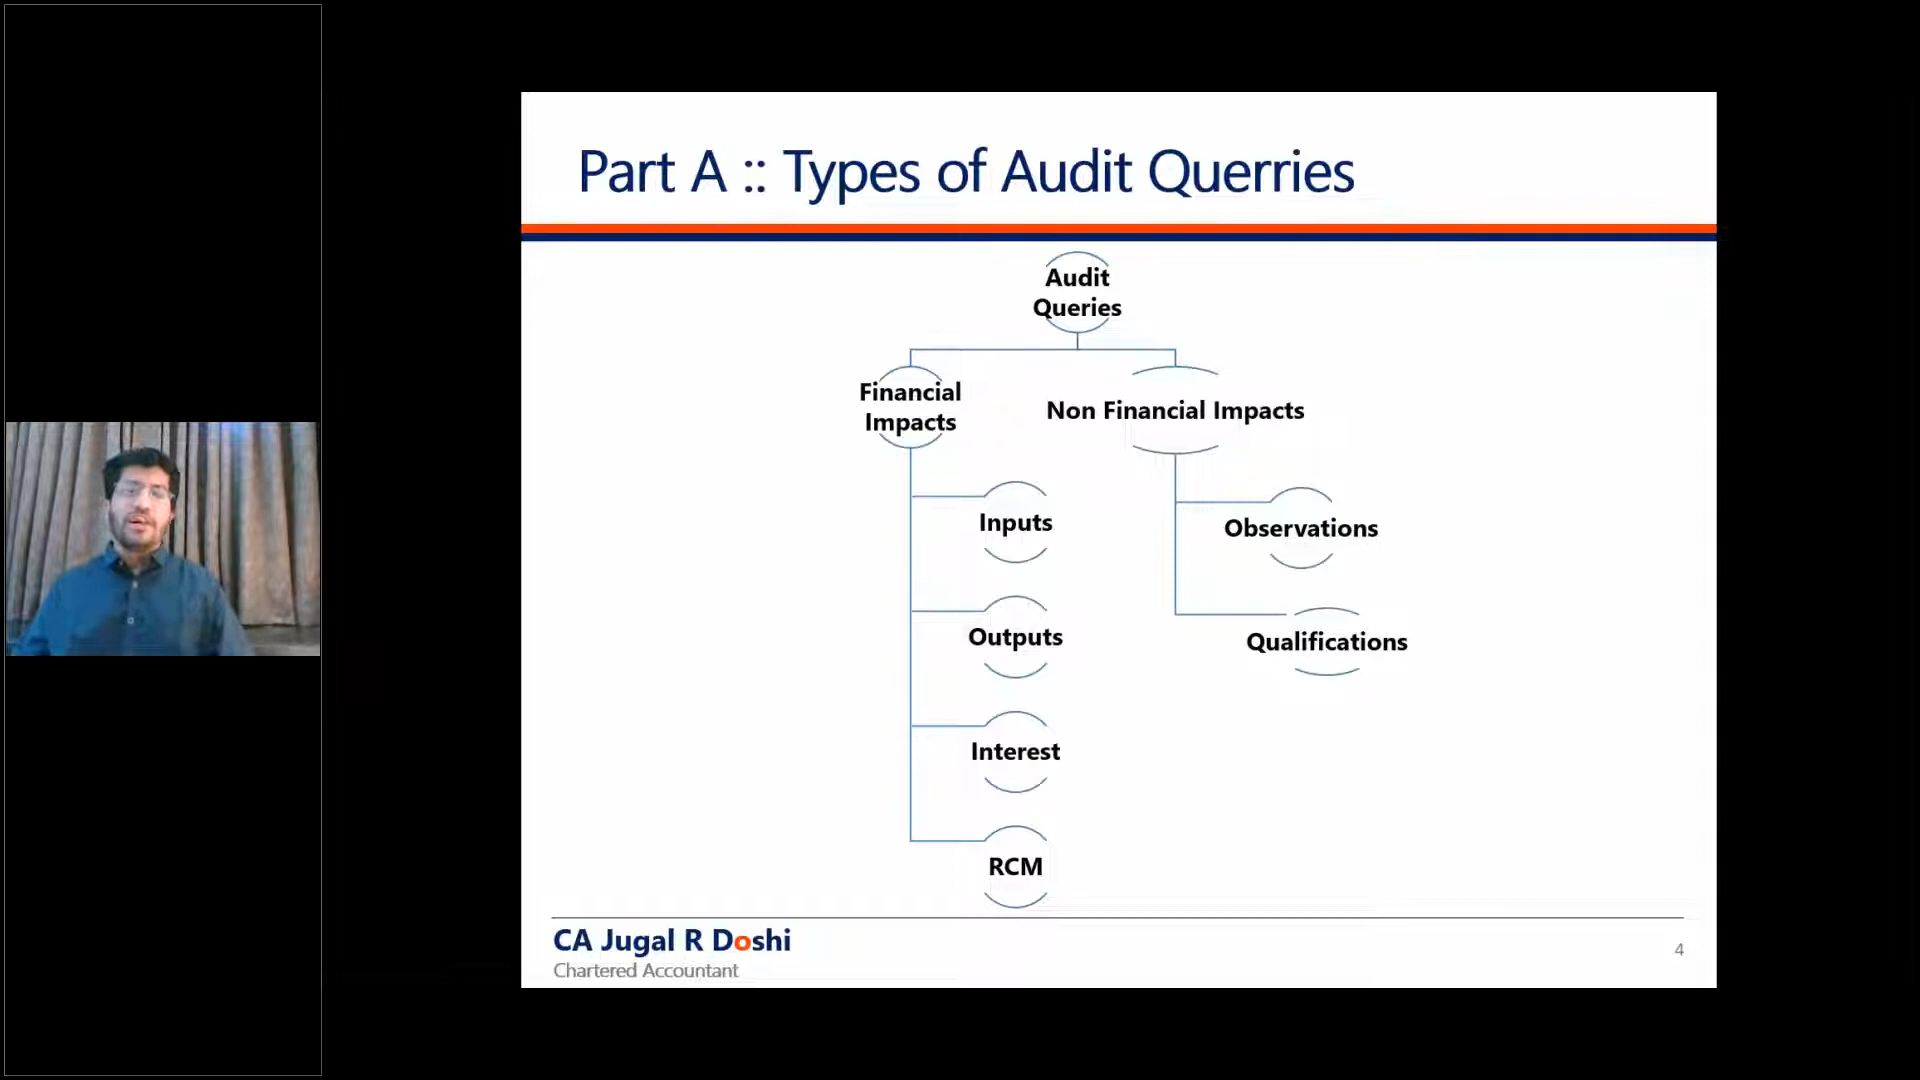 Part A :: Types of Audit Querries
Audit
Queries
Financial
Impacts
Non Financial Impacts
Inputs
Outputs
Interest
RCM
Observations
Qualifications
CA Jugal R Doshi
Chartered Accountant
4